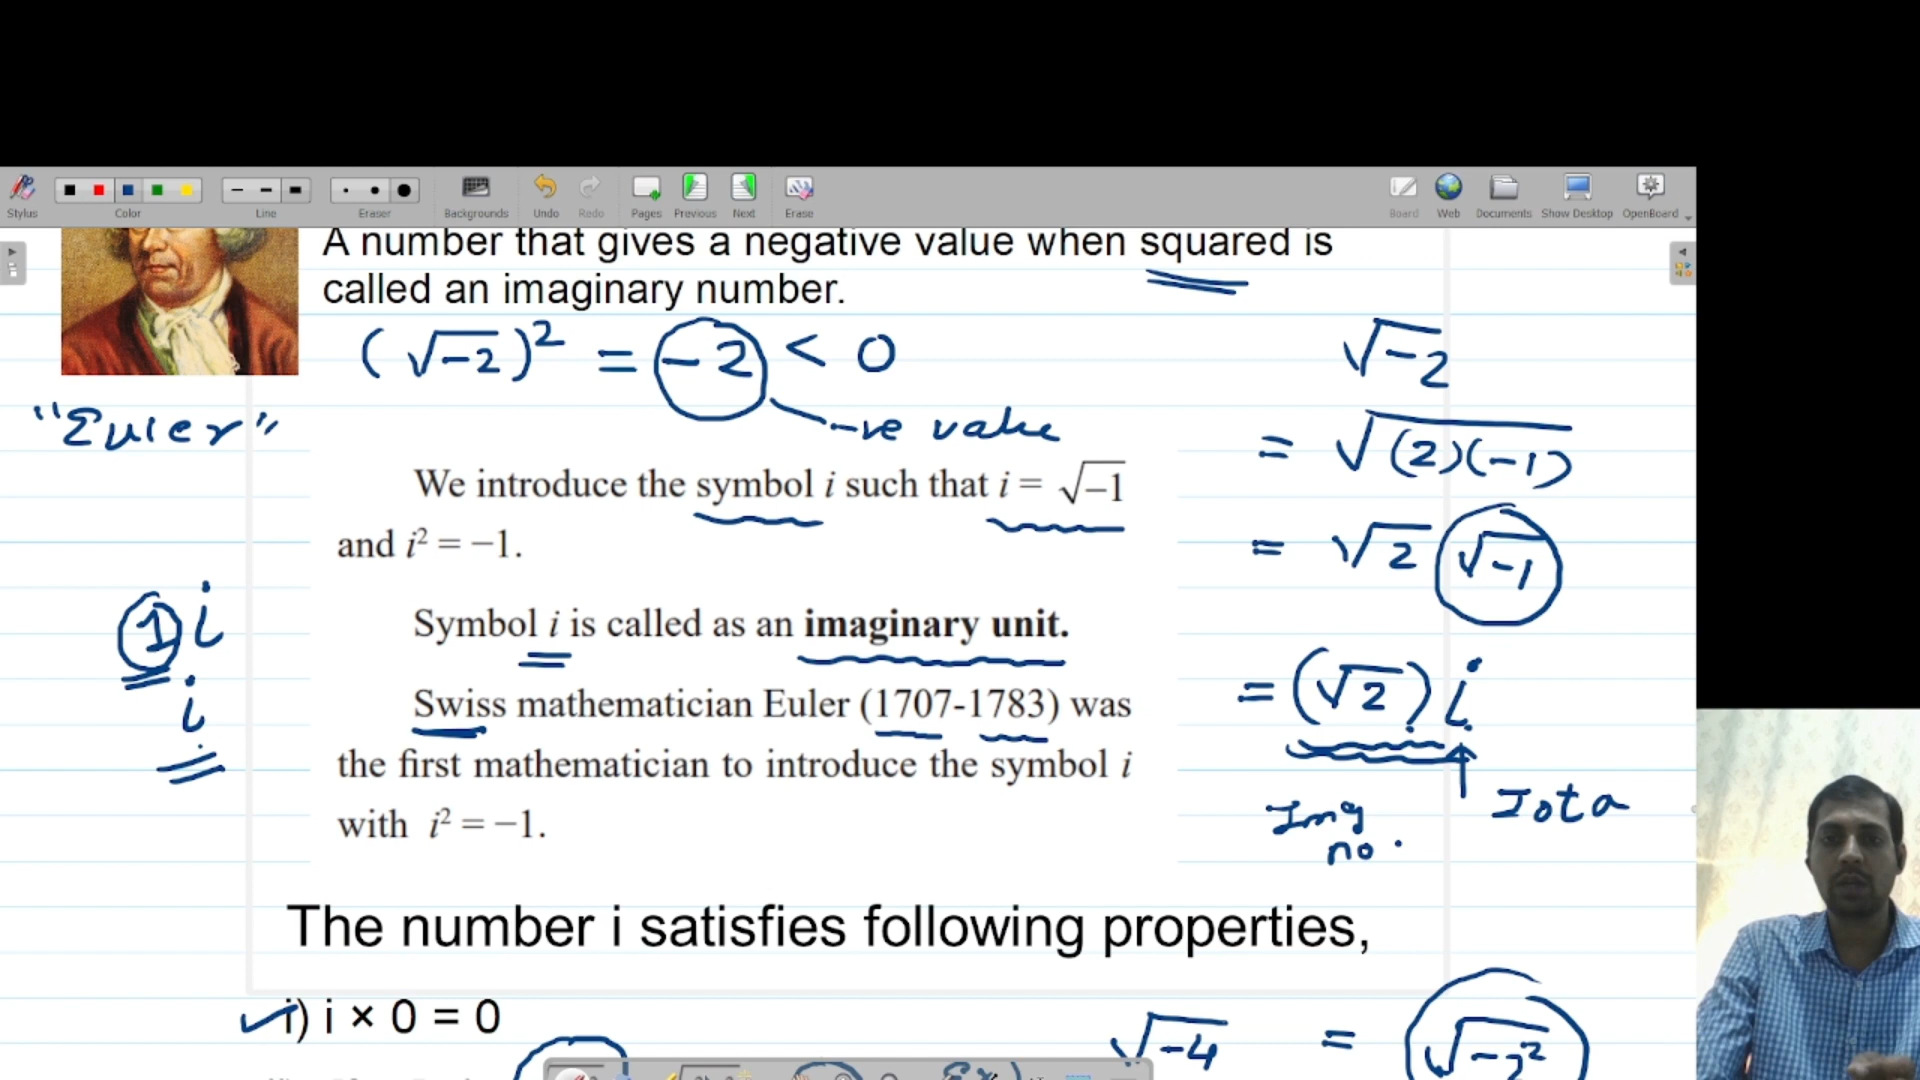 Stylus Color Line Eraser Backgrounds Undo Redo Pages Previous Next Erase Board Web Documents Show Desktop OpenBoard
A number that gives a negative value when squared is
called an imaginary number.
(√-2)² = -2 < 0
-ve value
"Euler"
We introduce the symbol i such that i = √−1
and i² = −1.
Symbol i is called as an imaginary unit.
Swiss mathematician Euler (1707-1783) was
the first mathematician to introduce the symbol i
with i² = −1.
1 i
i
√-2
= √(2)(-1)
= √2 √-1
= (√2) i
Img no.
Iota
The number i satisfies following properties,
i) i × 0 = 0
√-4 = √-2²